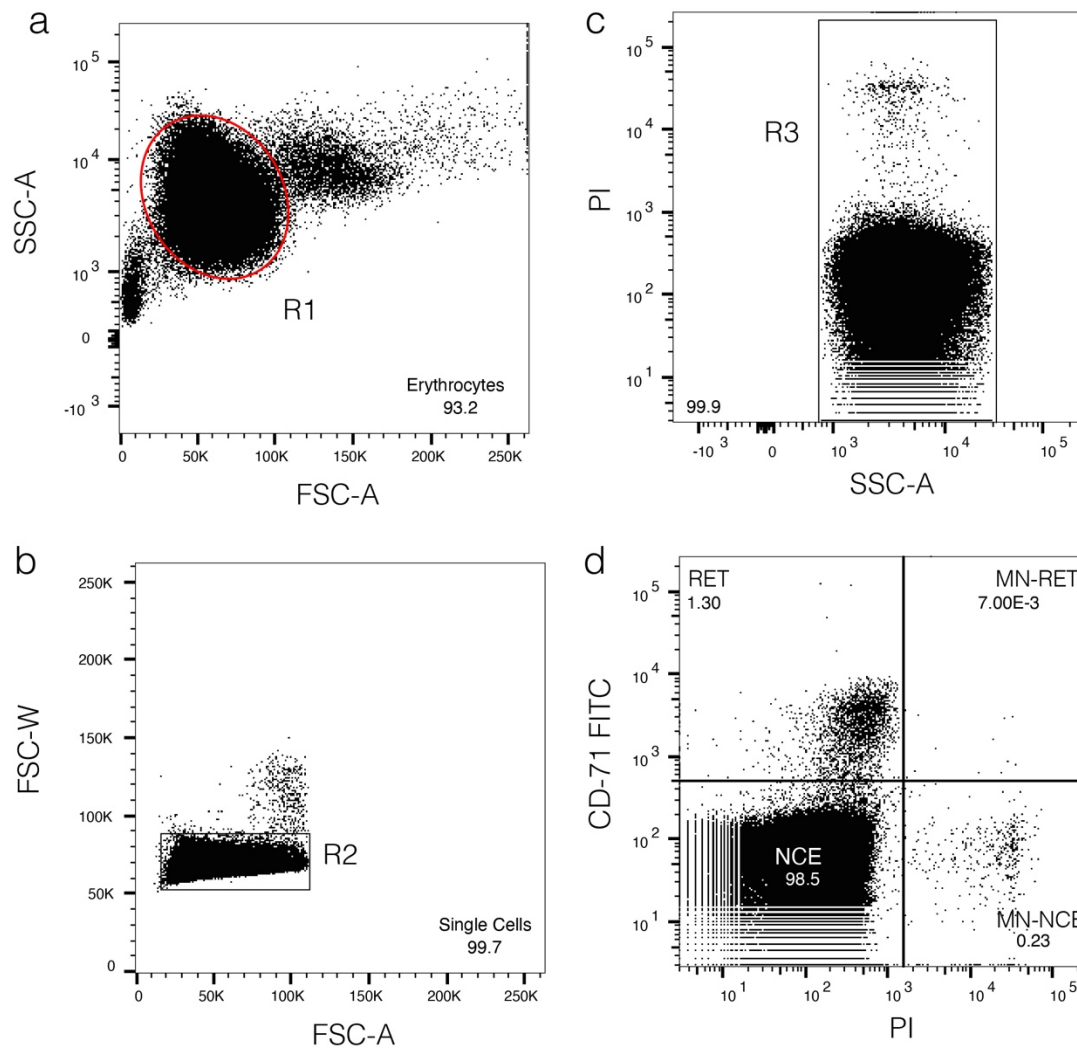 a
10^5
10^4
10^3
0
-10^3
SSC-A
R1
Erythrocytes
93.2
0 50K 100K 150K 200K 250K
FSC-A
b
250K
200K
150K
100K
50K
0
FSC-W
R2
Single Cells
99.7
0 50K 100K 150K 200K 250K
FSC-A
c
10^5
10^4
10^3
10^2
10^1
PI
R3
99.9
-10^3 0 10^3 10^4 10^5
SSC-A
d
RET
1.30
MN-RET
7.00E-3
10^5
10^4
10^3
10^2
10^1
CD-71 FITC
NCE
98.5
MN-NCE
0.23
10^1 10^2 10^3 10^4 10^5
PI